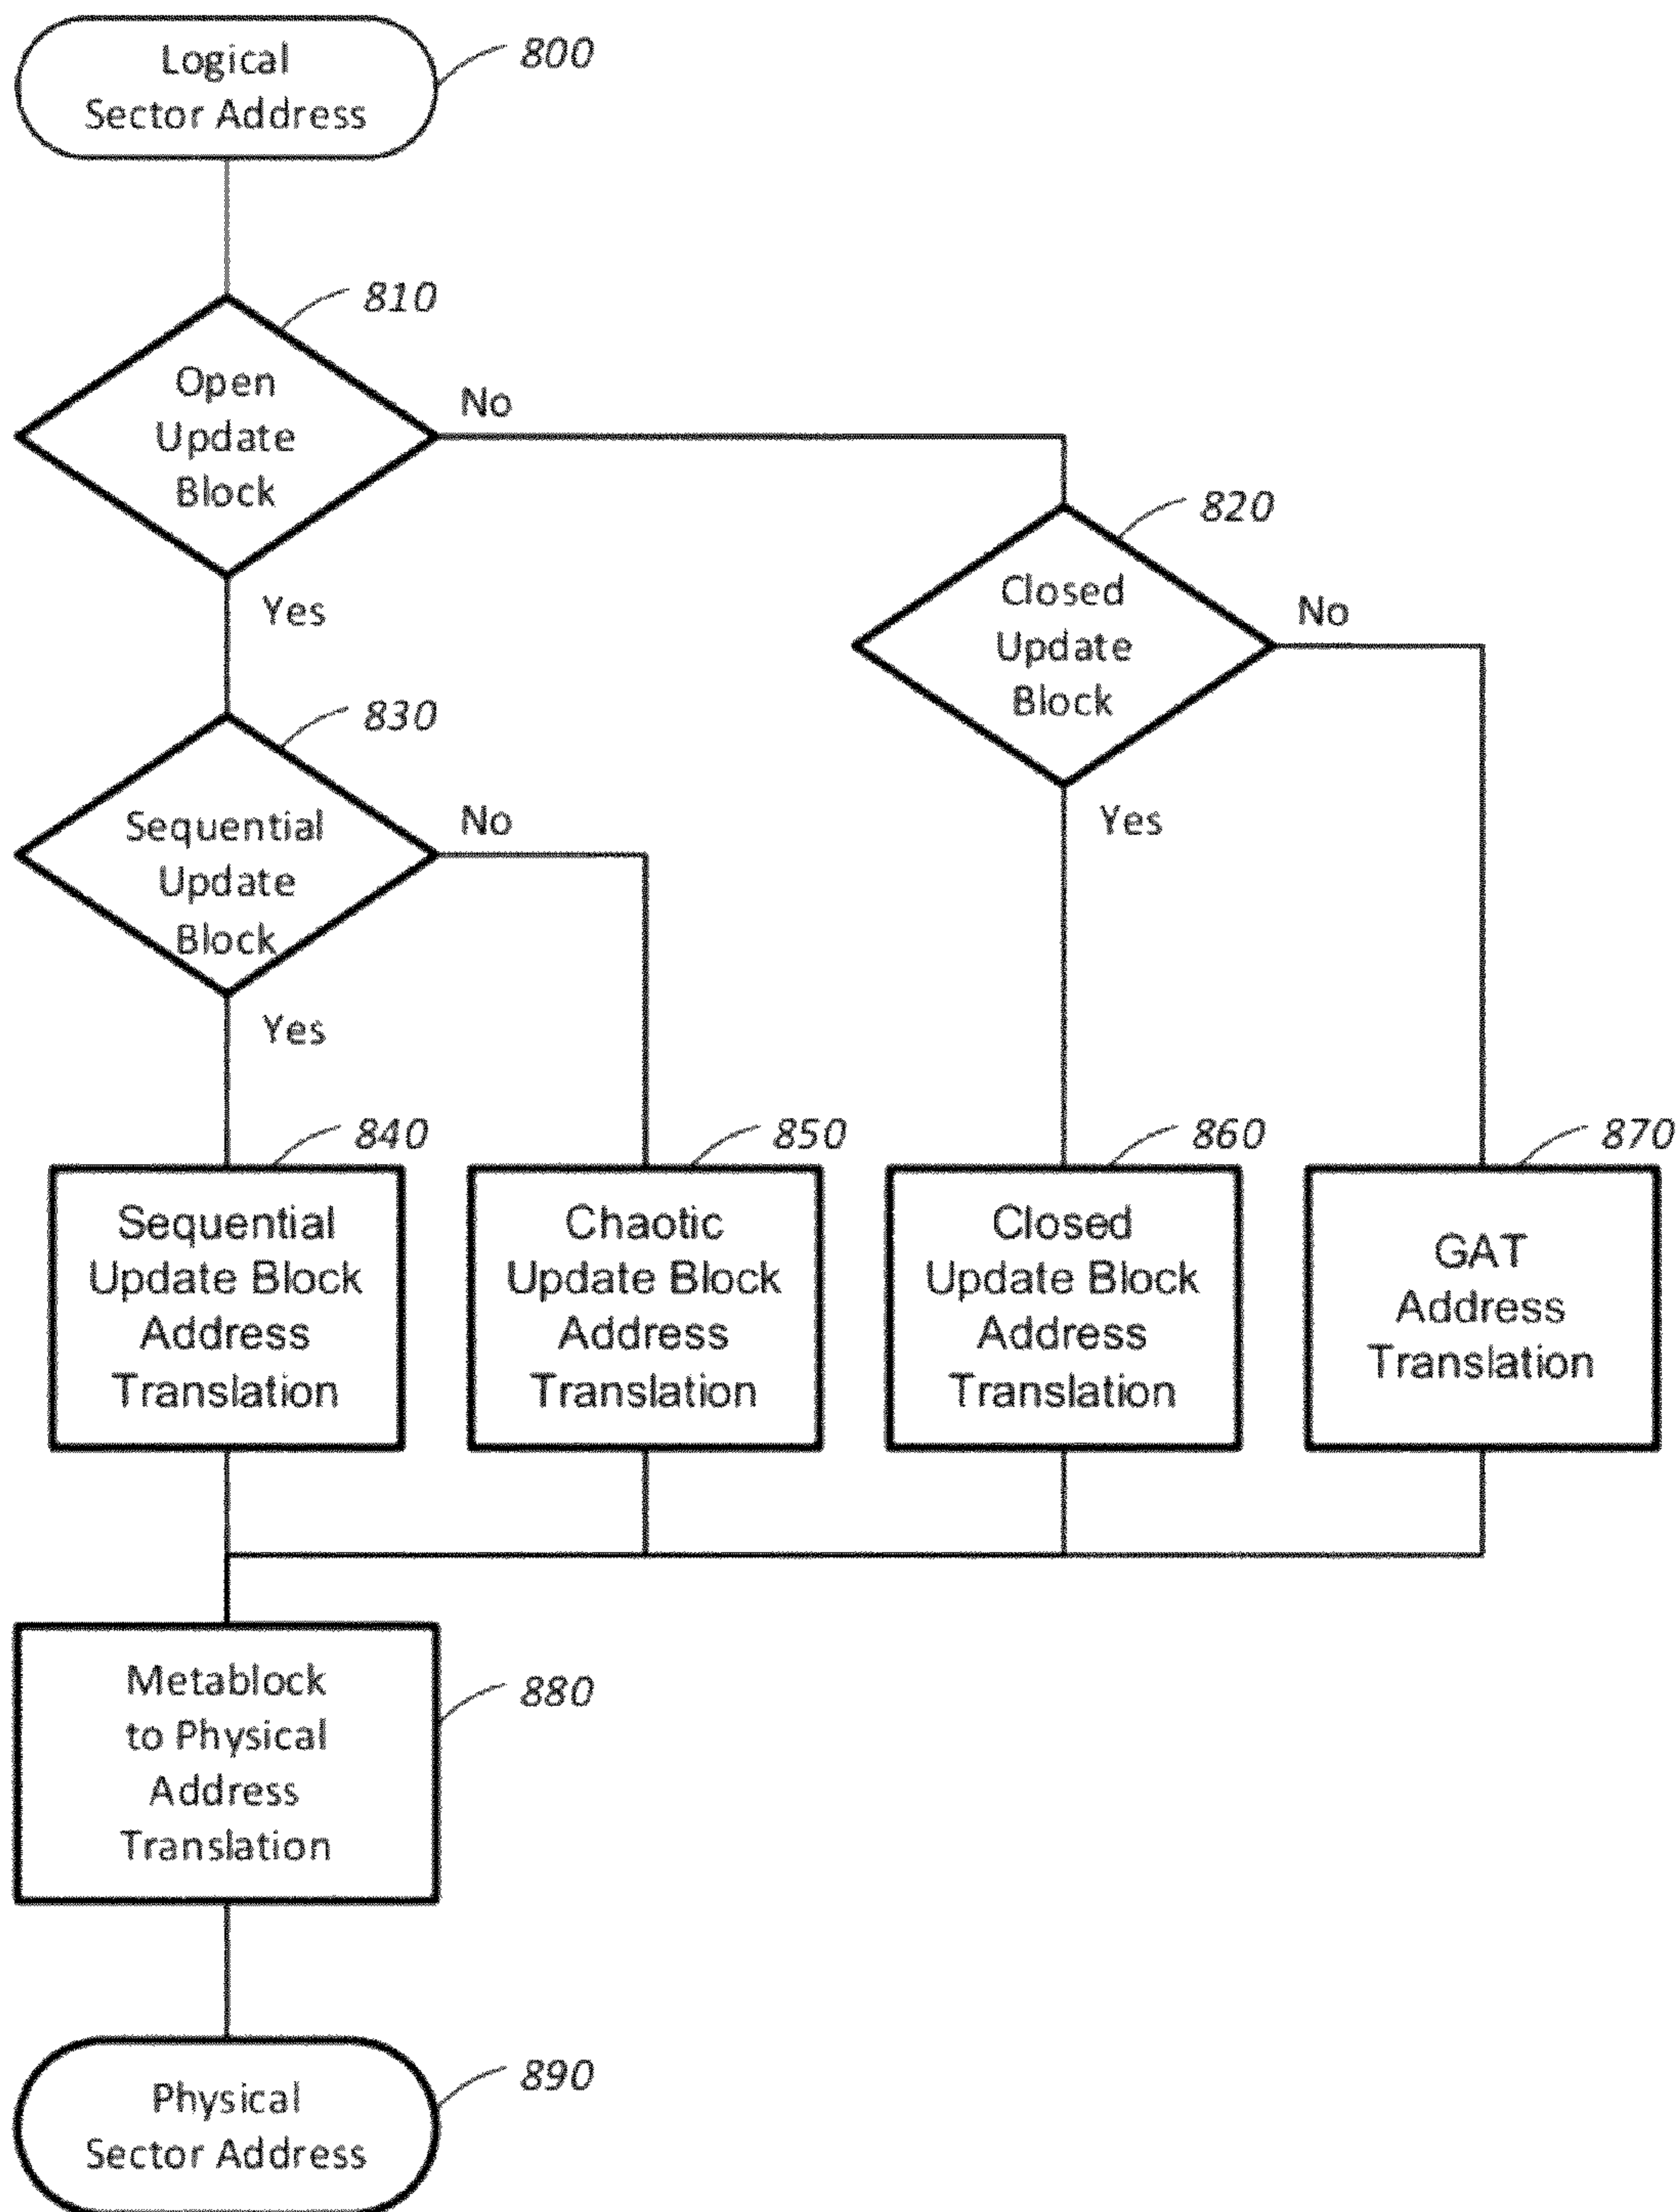 Logical
Sector Address
800
810
Open
Update
Block
No
Yes
820
Closed
Update
Block
No
Yes
830
Sequential
Update
Block
No
Yes
840
Sequential
Update Block
Address
Translation
850
Chaotic
Update Block
Address
Translation
860
Closed
Update Block
Address
Translation
870
GAT
Address
Translation
Metablock
to Physical
Address
Translation
880
Physical
Sector Address
890